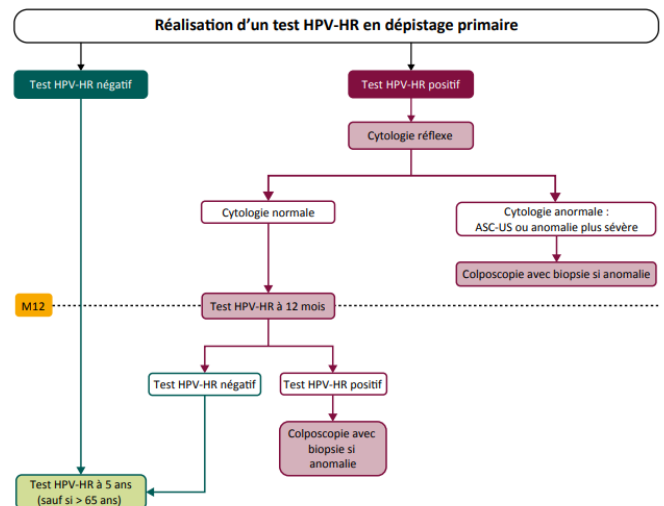 Réalisation d'un test HPV-HR en dépistage primaire
Test HPV-HR négatif
Test HPV-HR positif
Cytologie réflexe
Cytologie normale
Cytologie anormale :
ASC-US ou anomalie plus sévère
Colposcopie avec biopsie si anomalie
M12
Test HPV-HR à 12 mois
Test HPV-HR négatif
Test HPV-HR positif
Colposcopie avec
biopsie si
anomalie
Test HPV-HR à 5 ans
(sauf si > 65 ans)